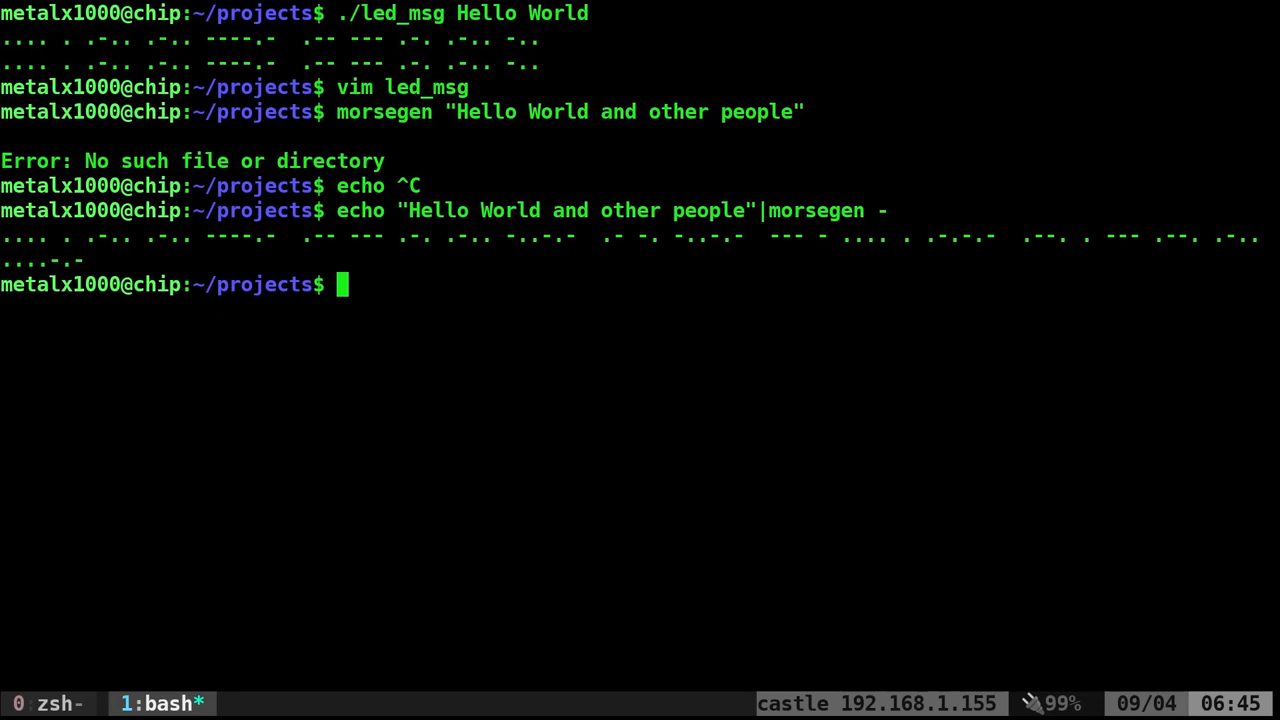 metalx1000@chip:~/projects$ ./led_msg Hello World
.... . .-.. .-.. ----.-  .-- --- .-. .-.. -..
.... . .-.. .-.. ----.-  .-- --- .-. .-.. -..
metalx1000@chip:~/projects$ vim led_msg
metalx1000@chip:~/projects$ morsegen "Hello World and other people"
Error: No such file or directory
metalx1000@chip:~/projects$ echo ^C
metalx1000@chip:~/projects$ echo "Hello World and other people"|morsegen -
.... . .-.. .-.. ----.-  .-- --- .-. .-.. -..-.-  .- -. -..-.-  --- - .... . .-.-.-  .--. . --- .--. .-..
....-.-
metalx1000@chip:~/projects$
0 zsh- 1:bash* castle 192.168.1.155 99% 09/04 06:45